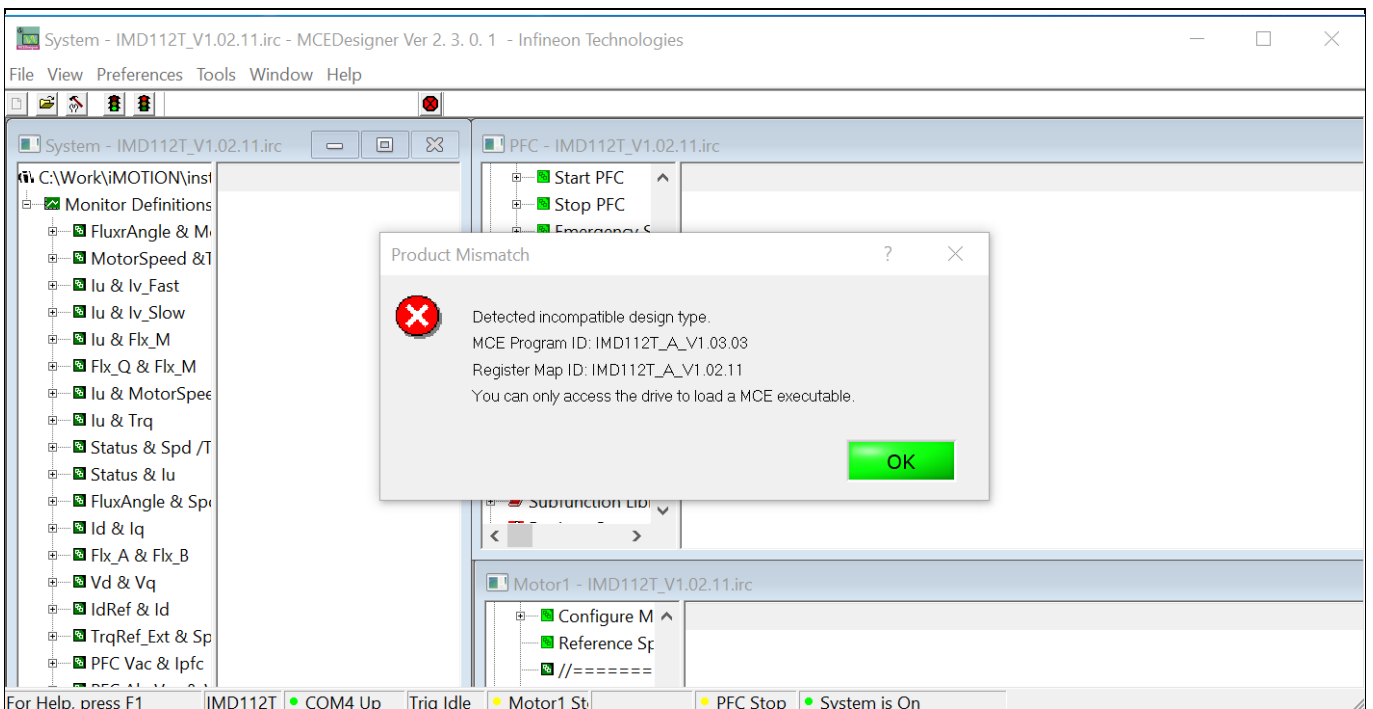 System - IMD112T_V1.02.11.irc - MCEDesigner Ver 2. 3. 0. 1 - Infineon Technologies
File View Preferences Tools Window Help
System - IMD112T_V1.02.11.irc
C:\Work\iMOTION\inst
Monitor Definitions
FluxrAngle & Mo
MotorSpeed &T
Iu & Iv_Fast
Iu & Iv_Slow
Iu & Flx_M
Flx_Q & Flx_M
Iu & MotorSpee
Iu & Trq
Status & Spd /T
Status & Iu
FluxAngle & Spe
Id & Iq
Flx_A & Flx_B
Vd & Vq
IdRef & Id
TrqRef_Ext & Sp
PFC Vac & Ipfc
PFC - IMD112T_V1.02.11.irc
Start PFC
Stop PFC
Emergency S
Product Mismatch
Detected incompatible design type.
MCE Program ID: IMD112T_A_V1.03.03
Register Map ID: IMD112T_A_V1.02.11
You can only access the drive to load a MCE executable.
OK
Subfunction Lib
Motor1 - IMD112T_V1.02.11.irc
Configure M
Reference Sp
//=======
For Help, press F1 IMD112T COM4 Up Trig Idle Motor1 St PFC Stop System is On